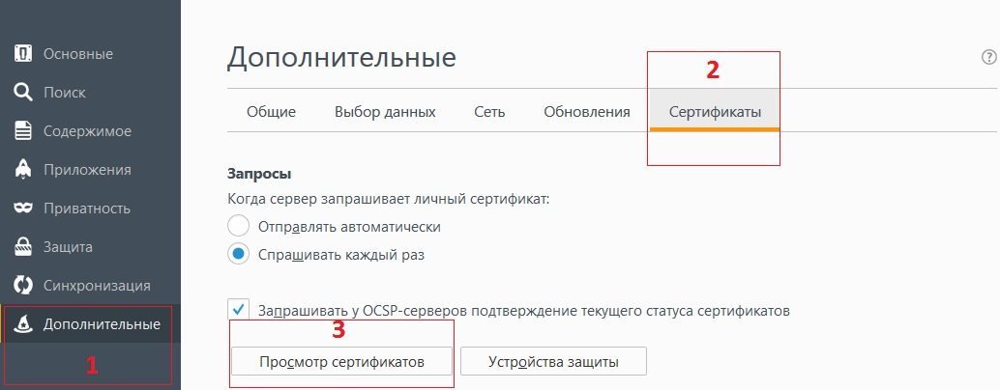 Основные
Поиск
Содержимое
Приложения
Приватность
Защита
Синхронизация
Дополнительные
1
Дополнительные
?
2
Общие Выбор данных Сеть Обновления Сертификаты
Запросы
Когда сервер запрашивает личный сертификат:
Отправлять автоматически
Спрашивать каждый раз
Запрашивать у OCSP-серверов подтверждение текущего статуса сертификатов
3
Просмотр сертификатов Устройства защиты